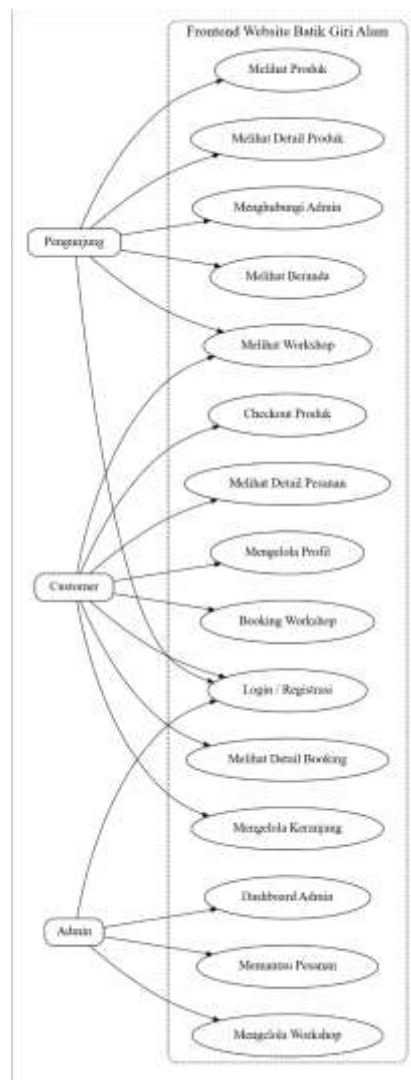 Frontend Website Batik Giri Alam
Melihat Produk
Melihat Detail Produk
Menghubungi Admin
Pengunjung
Melihat Beranda
Melihat Workshop
Checkout Produk
Melihat Detail Pesanan
Mengelola Profil
Customer
Booking Workshop
Login / Registrasi
Melihat Detail Booking
Mengelola Keranjang
Dashboard Admin
Admin
Memantau Pesanan
Mengelola Workshop